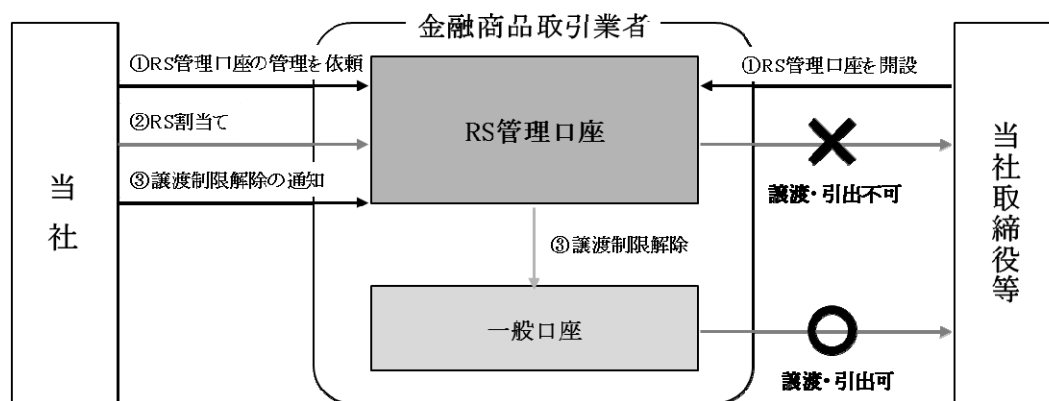 金融商品取引業者
①RS管理口座の管理を依頼
①RS管理口座を開設
②RS割当て
RS管理口座
③譲渡制限解除の通知
譲渡・引出不可
当社
当社取締役等
③譲渡制限解除
一般口座
譲渡・引出可